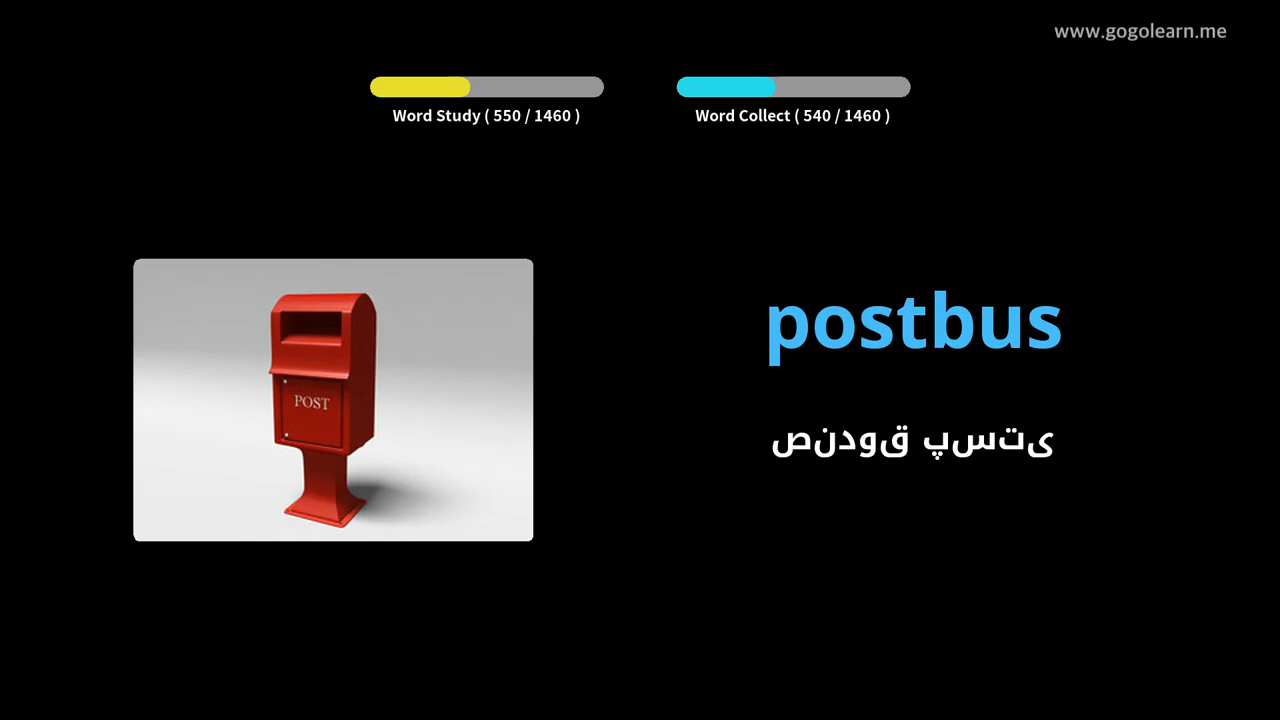 www.gogolearn.me
Word Study ( 550 / 1460 )
Word Collect ( 540 / 1460 )
POST
postbus
صندوق پستی